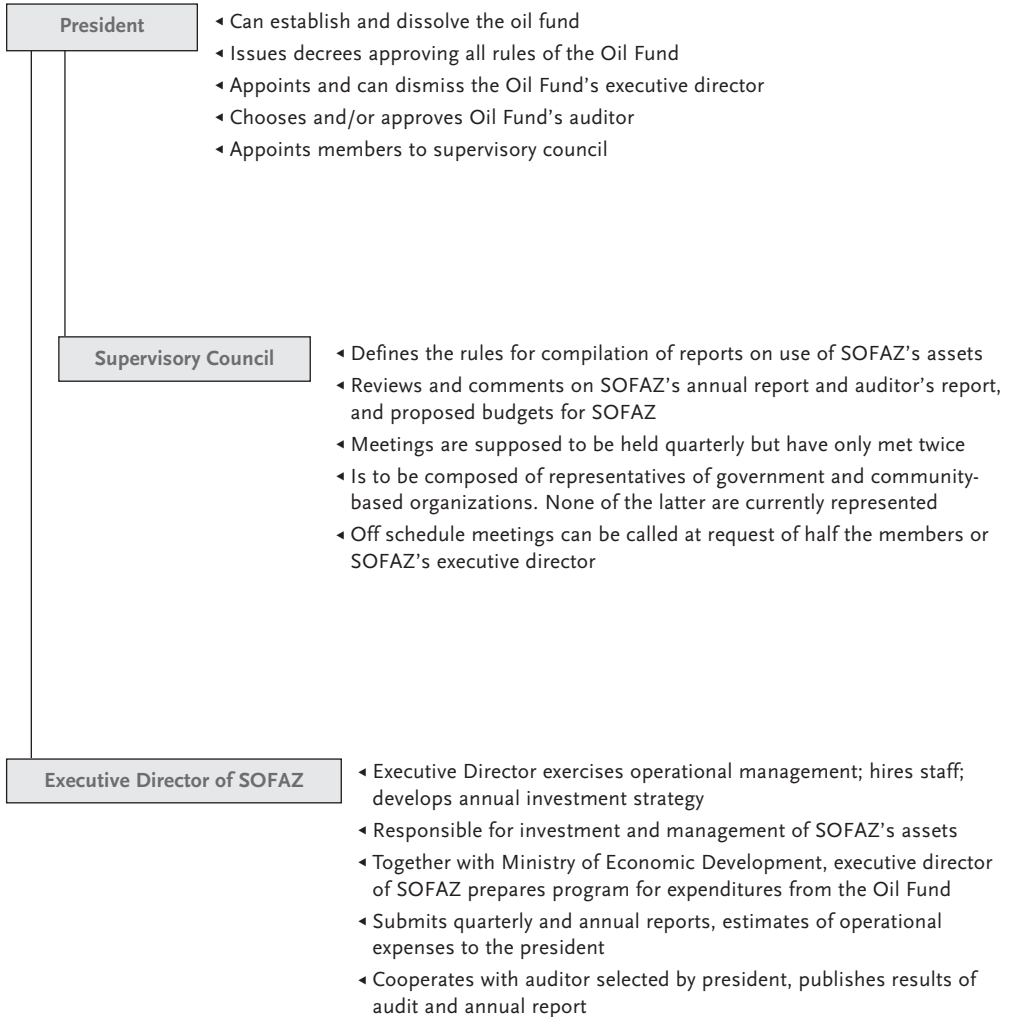 President
◂ Can establish and dissolve the oil fund
◂ Issues decrees approving all rules of the Oil Fund
◂ Appoints and can dismiss the Oil Fund’s executive director
◂ Chooses and/or approves Oil Fund’s auditor
◂ Appoints members to supervisory council
Supervisory Council
◂ Defines the rules for compilation of reports on use of SOFAZ’s assets
◂ Reviews and comments on SOFAZ’s annual report and auditor’s report,
and proposed budgets for SOFAZ
◂ Meetings are supposed to be held quarterly but have only met twice
◂ Is to be composed of representatives of government and community-
based organizations. None of the latter are currently represented
◂ Off schedule meetings can be called at request of half the members or
SOFAZ’s executive director
Executive Director of SOFAZ
◂ Executive Director exercises operational management; hires staff;
develops annual investment strategy
◂ Responsible for investment and management of SOFAZ’s assets
◂ Together with Ministry of Economic Development, executive director
of SOFAZ prepares program for expenditures from the Oil Fund
◂ Submits quarterly and annual reports, estimates of operational
expenses to the president
◂ Cooperates with auditor selected by president, publishes results of
audit and annual report